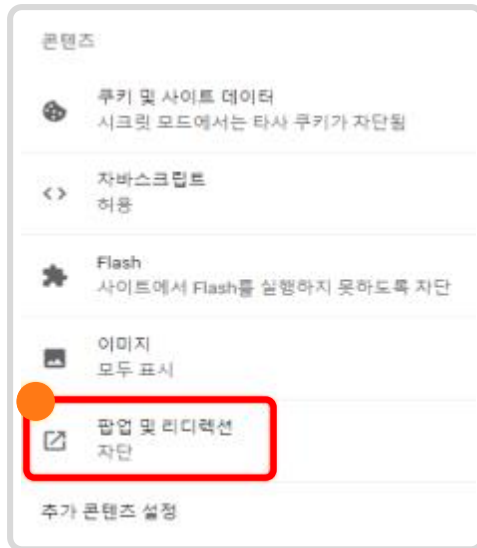 콘텐츠
쿠키 및 사이트 데이터
시크릿 모드에서는 타사 쿠키가 차단됨
자바스크립트
허용
Flash
사이트에서 Flash를 실행하지 못하도록 차단
이미지
모두 표시
팝업 및 리디렉션
차단
추가 콘텐츠 설정